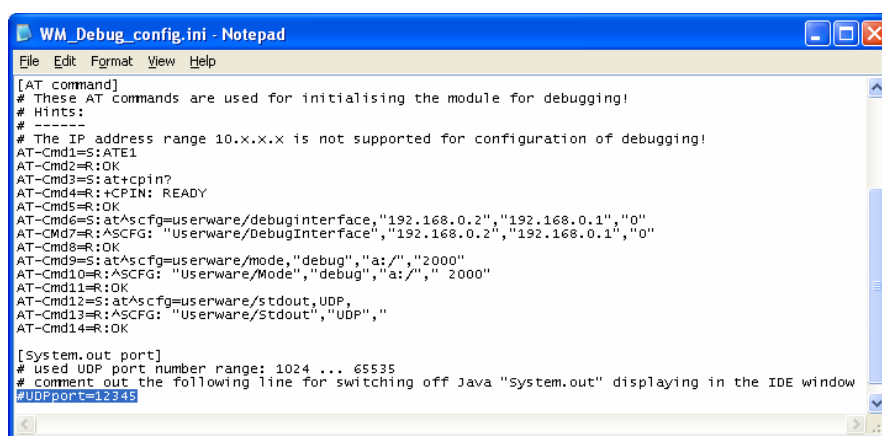 WM_Debug_config.ini - Notepad
File Edit Format View Help
[AT command]
# These AT commands are used for initialising the module for debugging!
# Hints:
# ------
# The IP address range 10.x.x.x is not supported for configuration of debugging!
AT-Cmd1=S:ATE1
AT-Cmd2=R:OK
AT-Cmd3=S:at+cpin?
AT-Cmd4=R:+CPIN: READY
AT-Cmd5=R:OK
AT-Cmd6=S:at^scfg=userware/debuginterface,"192.168.0.2","192.168.0.1","0"
AT-CMd7=R:^SCFG: "Userware/DebugInterface","192.168.0.2","192.168.0.1","0"
AT-Cmd8=R:OK
AT-Cmd9=S:at^scfg=userware/mode,"debug","a:/","2000"
AT-Cmd10=R:^SCFG: "Userware/Mode","debug","a:/"," 2000"
AT-Cmd11=R:OK
AT-Cmd12=S:at^scfg=userware/stdout,UDP,
AT-Cmd13=R:^SCFG: "Userware/Stdout","UDP","
AT-Cmd14=R:OK
[System.out port]
# used UDP port number range: 1024 ... 65535
# comment out the following line for switching off Java "System.out" displaying in the IDE window
#UDPport=12345